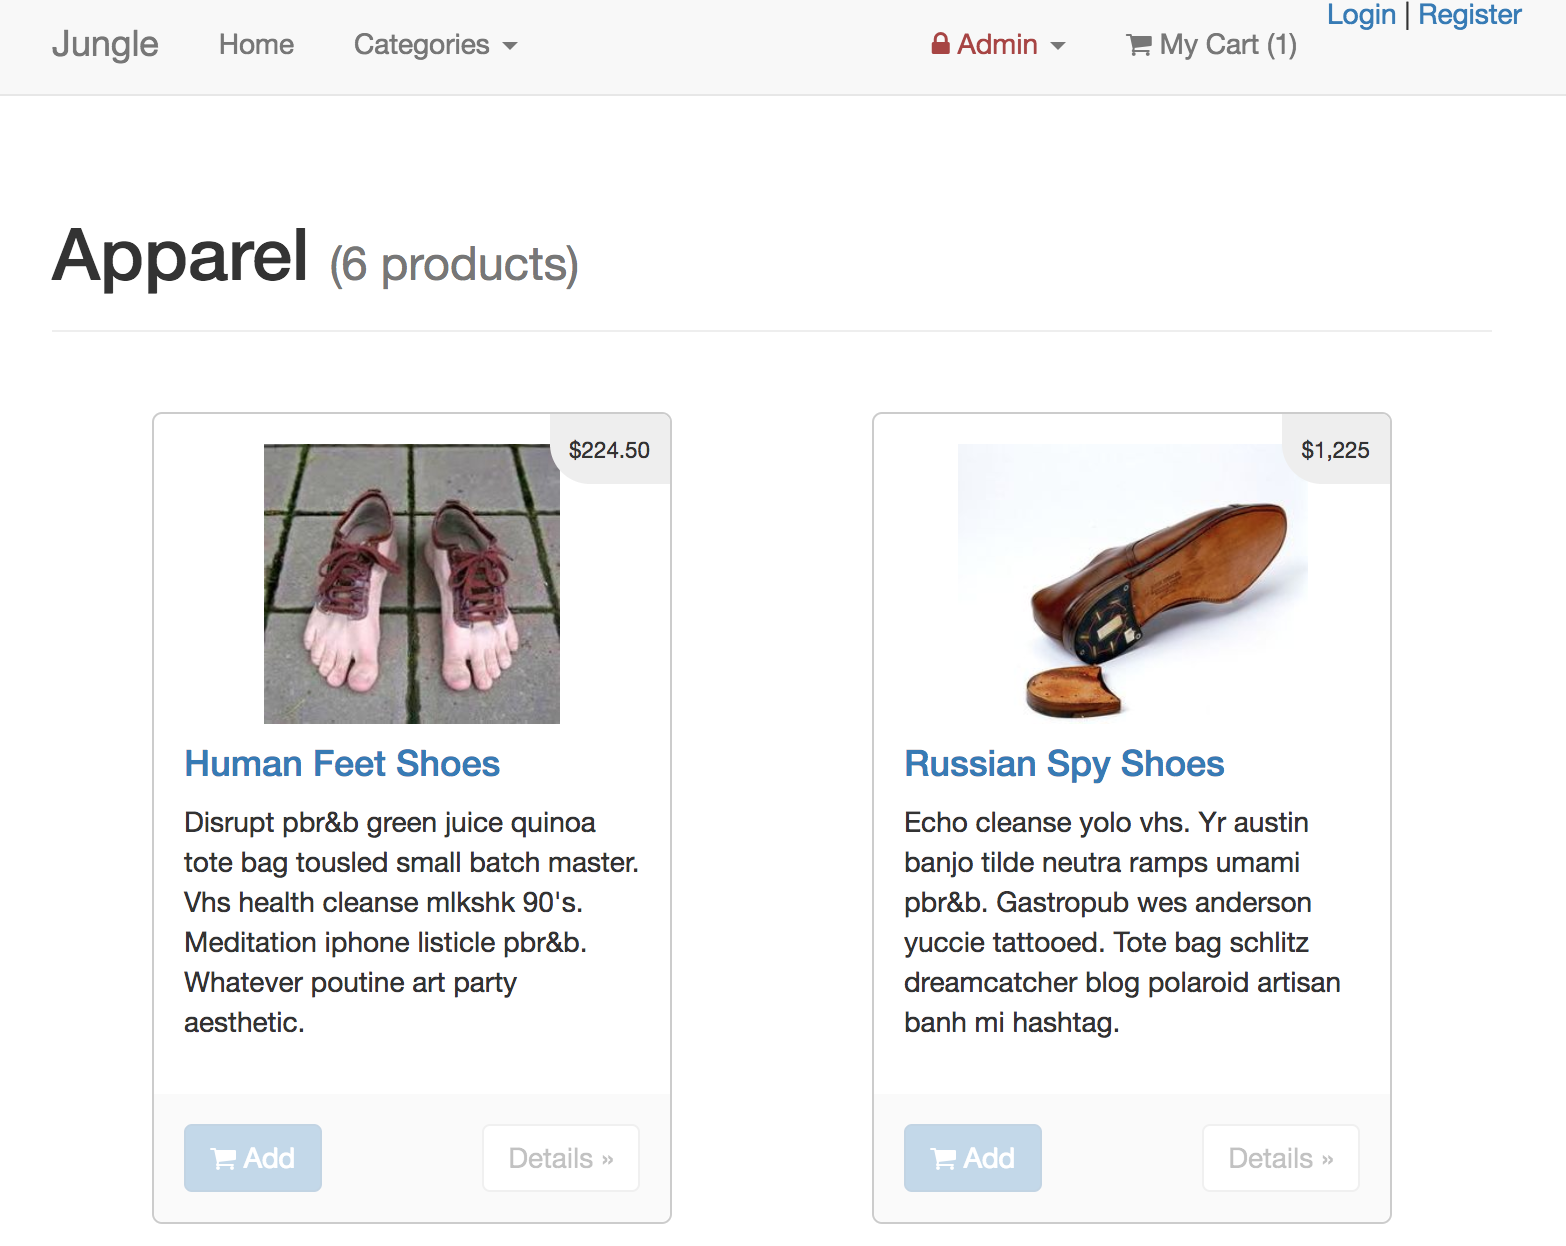 Login | Register
Jungle Home Categories Admin My Cart (1)
Apparel (6 products)
$224.50
Human Feet Shoes
Disrupt pbr&b green juice quinoa
tote bag tousled small batch master.
Vhs health cleanse mlkshk 90's.
Meditation iphone listicle pbr&b.
Whatever poutine art party
aesthetic.
Add Details »
$1,225
Russian Spy Shoes
Echo cleanse yolo vhs. Yr austin
banjo tilde neutra ramps umami
pbr&b. Gastropub wes anderson
yuccie tattooed. Tote bag schlitz
dreamcatcher blog polaroid artisan
banh mi hashtag.
Add Details »